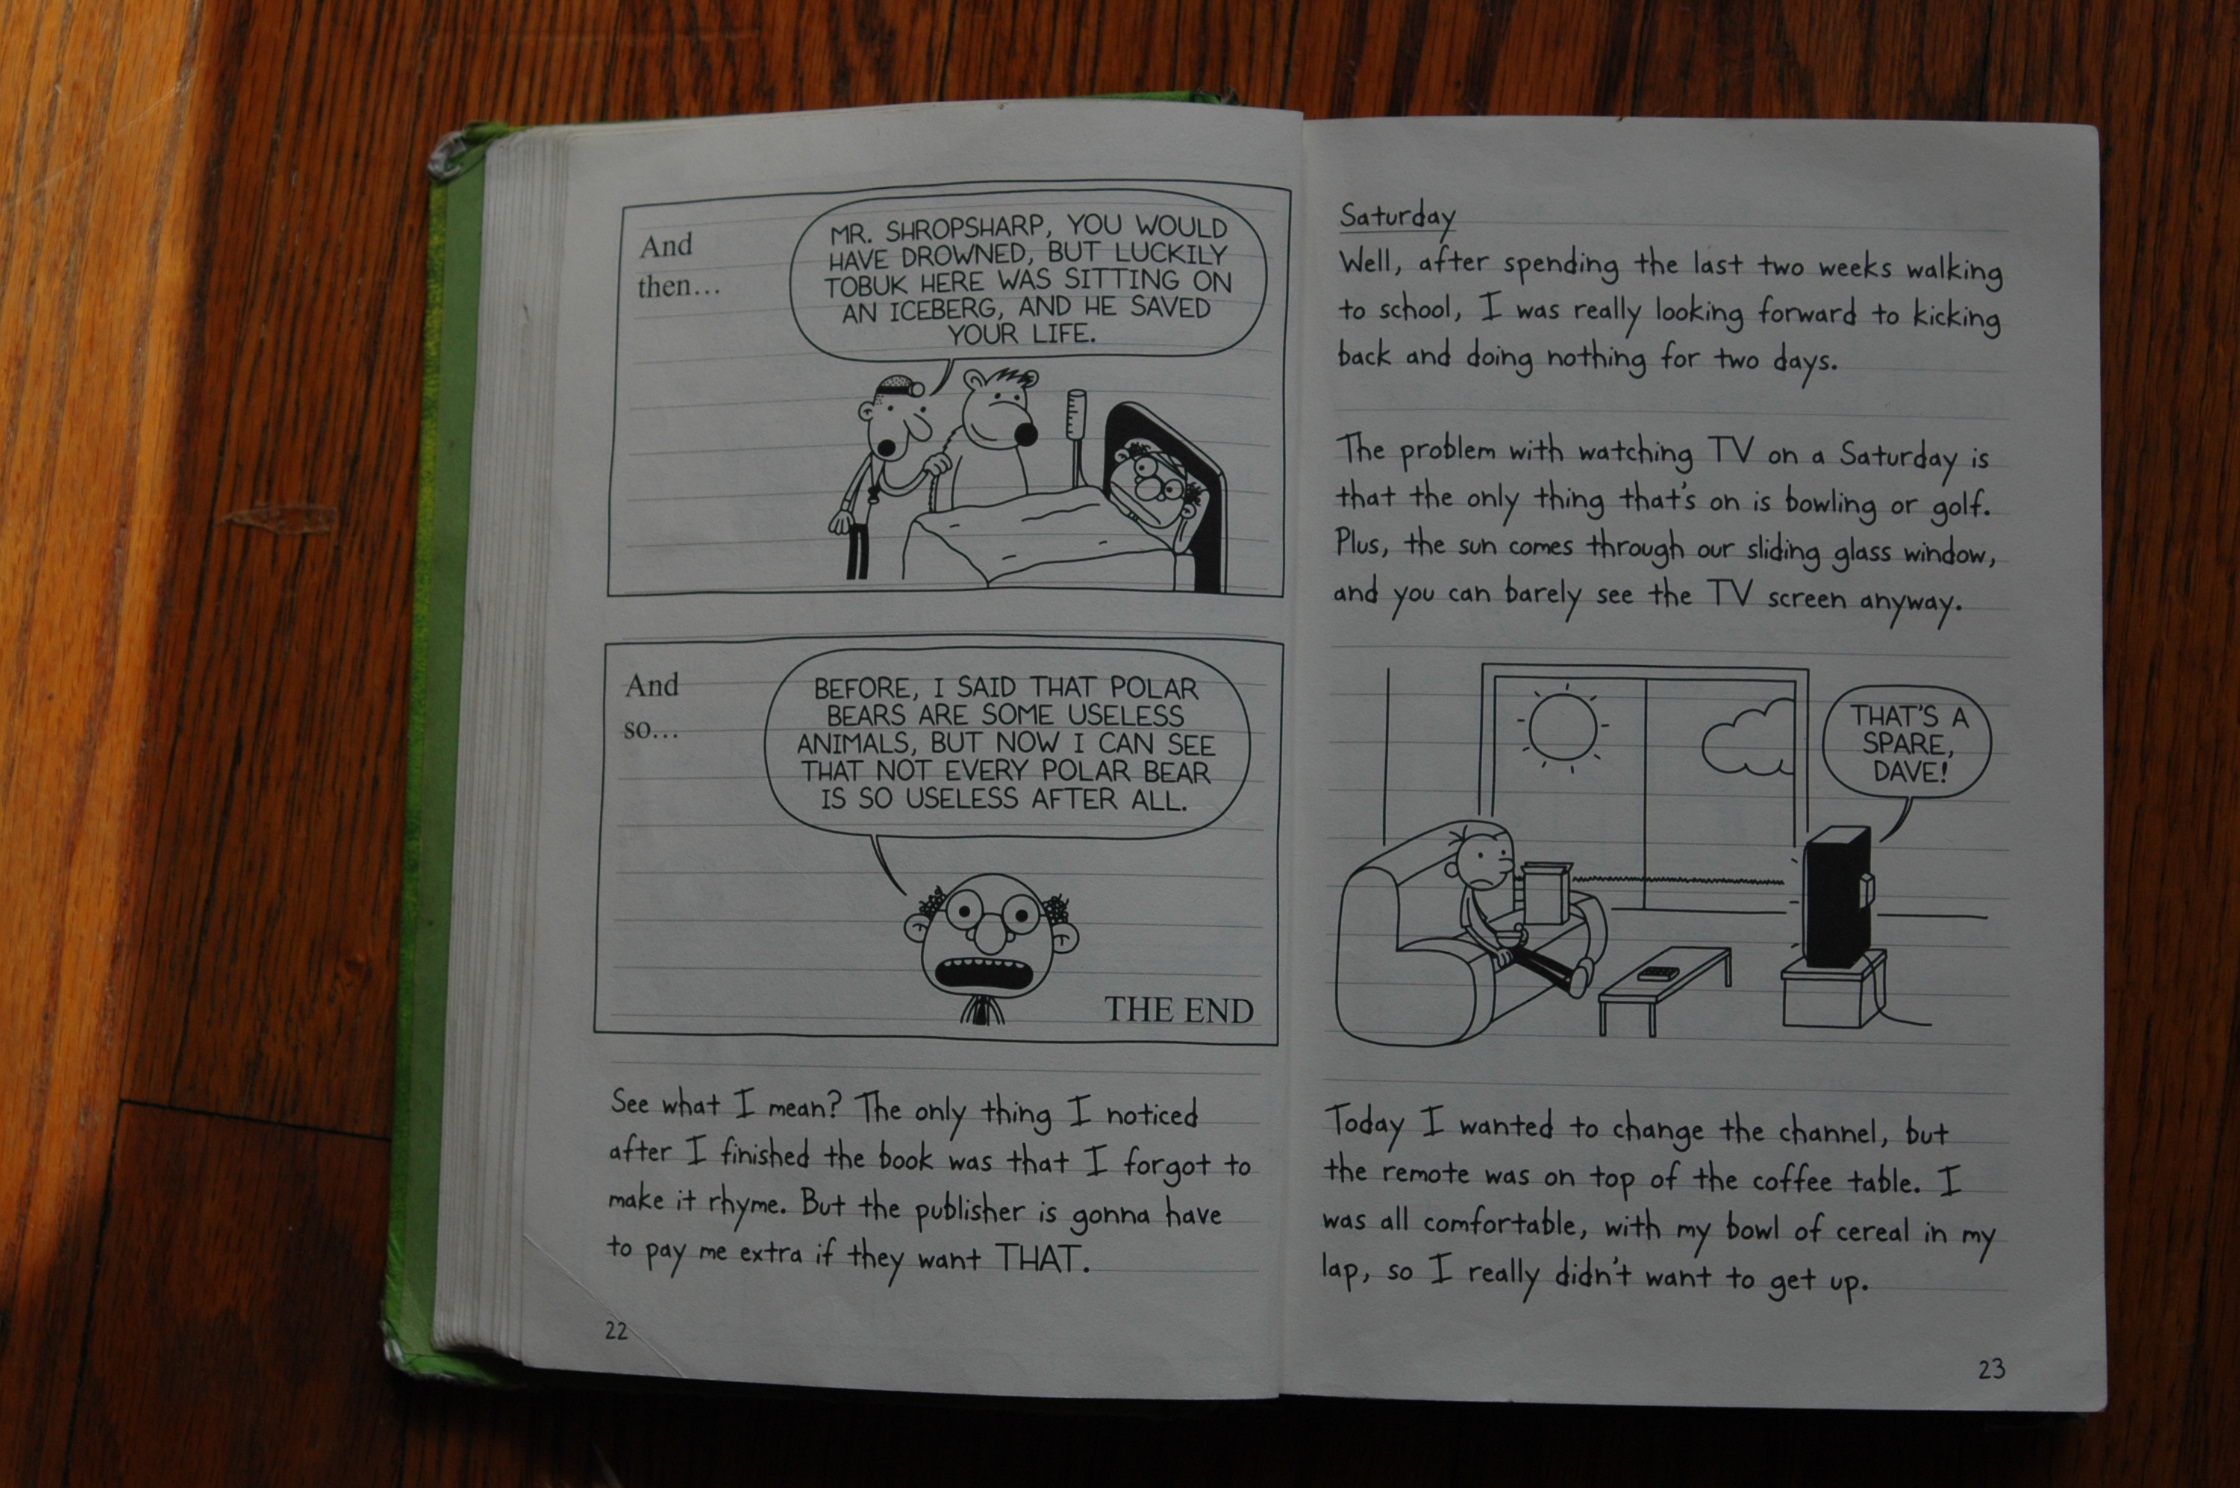 And
then...
MR. SHROPSHARP, YOU WOULD
HAVE DROWNED, BUT LUCKILY
TOBUK HERE WAS SITTING ON
AN ICEBERG, AND HE SAVED
YOUR LIFE.
And
so...
BEFORE, I SAID THAT POLAR
BEARS ARE SOME USELESS
ANIMALS, BUT NOW I CAN SEE
THAT NOT EVERY POLAR BEAR
IS SO USELESS AFTER ALL.
THE END
See what I mean? The only thing I noticed
after I finished the book was that I forgot to
make it rhyme. But the publisher is gonna have
to pay me extra if they want THAT.
22
Saturday
Well, after spending the last two weeks walking
to school, I was really looking forward to kicking
back and doing nothing for two days.
The problem with watching TV on a Saturday is
that the only thing that's on is bowling or golf.
Plus, the sun comes through our sliding glass window,
and you can barely see the TV screen anyway.
THAT'S A
SPARE,
DAVE!
Today I wanted to change the channel, but
the remote was on top of the coffee table. I
was all comfortable, with my bowl of cereal in my
lap, so I really didn't want to get up.
23